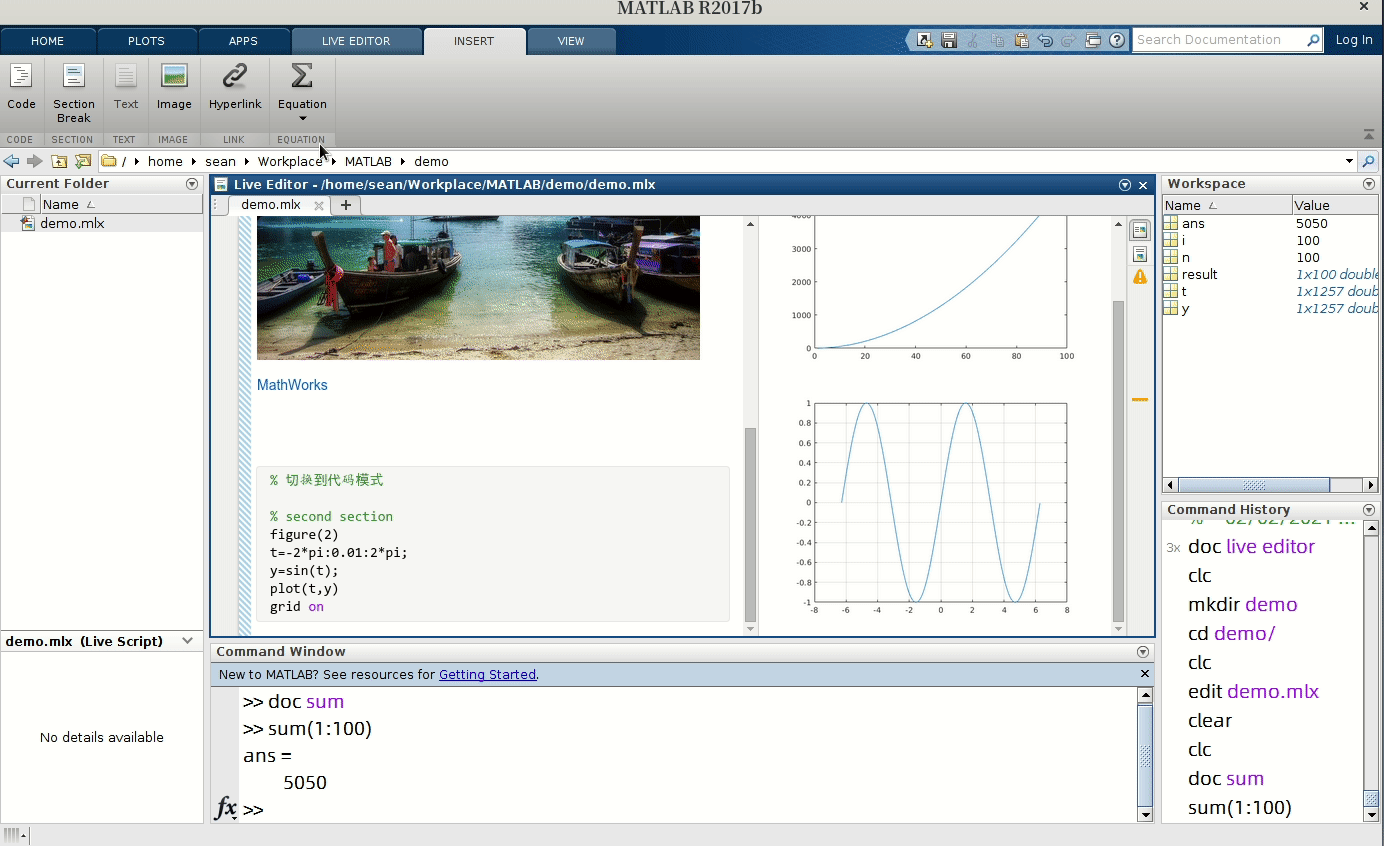 MATLAB R2017b
HOME PLOTS APPS LIVE EDITOR INSERT VIEW
Search Documentation
Log In
Code
Section Break
Text
Image
Hyperlink
Equation
CODE SECTION TEXT IMAGE LINK EQUATION
/ home sean Workplace MATLAB demo
Current Folder
Name
demo.mlx
demo.mlx (Live Script)
No details available
Live Editor - /home/sean/Workplace/MATLAB/demo/demo.mlx
demo.mlx
MathWorks
% 切换到代码模式
% second section
figure(2)
t=-2*pi:0.01:2*pi;
y=sin(t);
plot(t,y)
grid on
4000
3000
2000
1000
0
0 20 40 60 80 100
1
0.8
0.6
0.4
0.2
0
-0.2
-0.4
-0.6
-0.8
-1
-8 -6 -4 -2 0 2 4 6 8
Command Window
New to MATLAB? See resources for Getting Started.
>> doc sum
>> sum(1:100)
ans =
5050
fx >>
Workspace
Name Value
ans 5050
i 100
n 100
result 1x100 double
t 1x1257 doub
y 1x1257 doub
Command History
% 02/02/2021 ...
3x doc live editor
clc
mkdir demo
cd demo/
clc
edit demo.mlx
clear
clc
doc sum
sum(1:100)